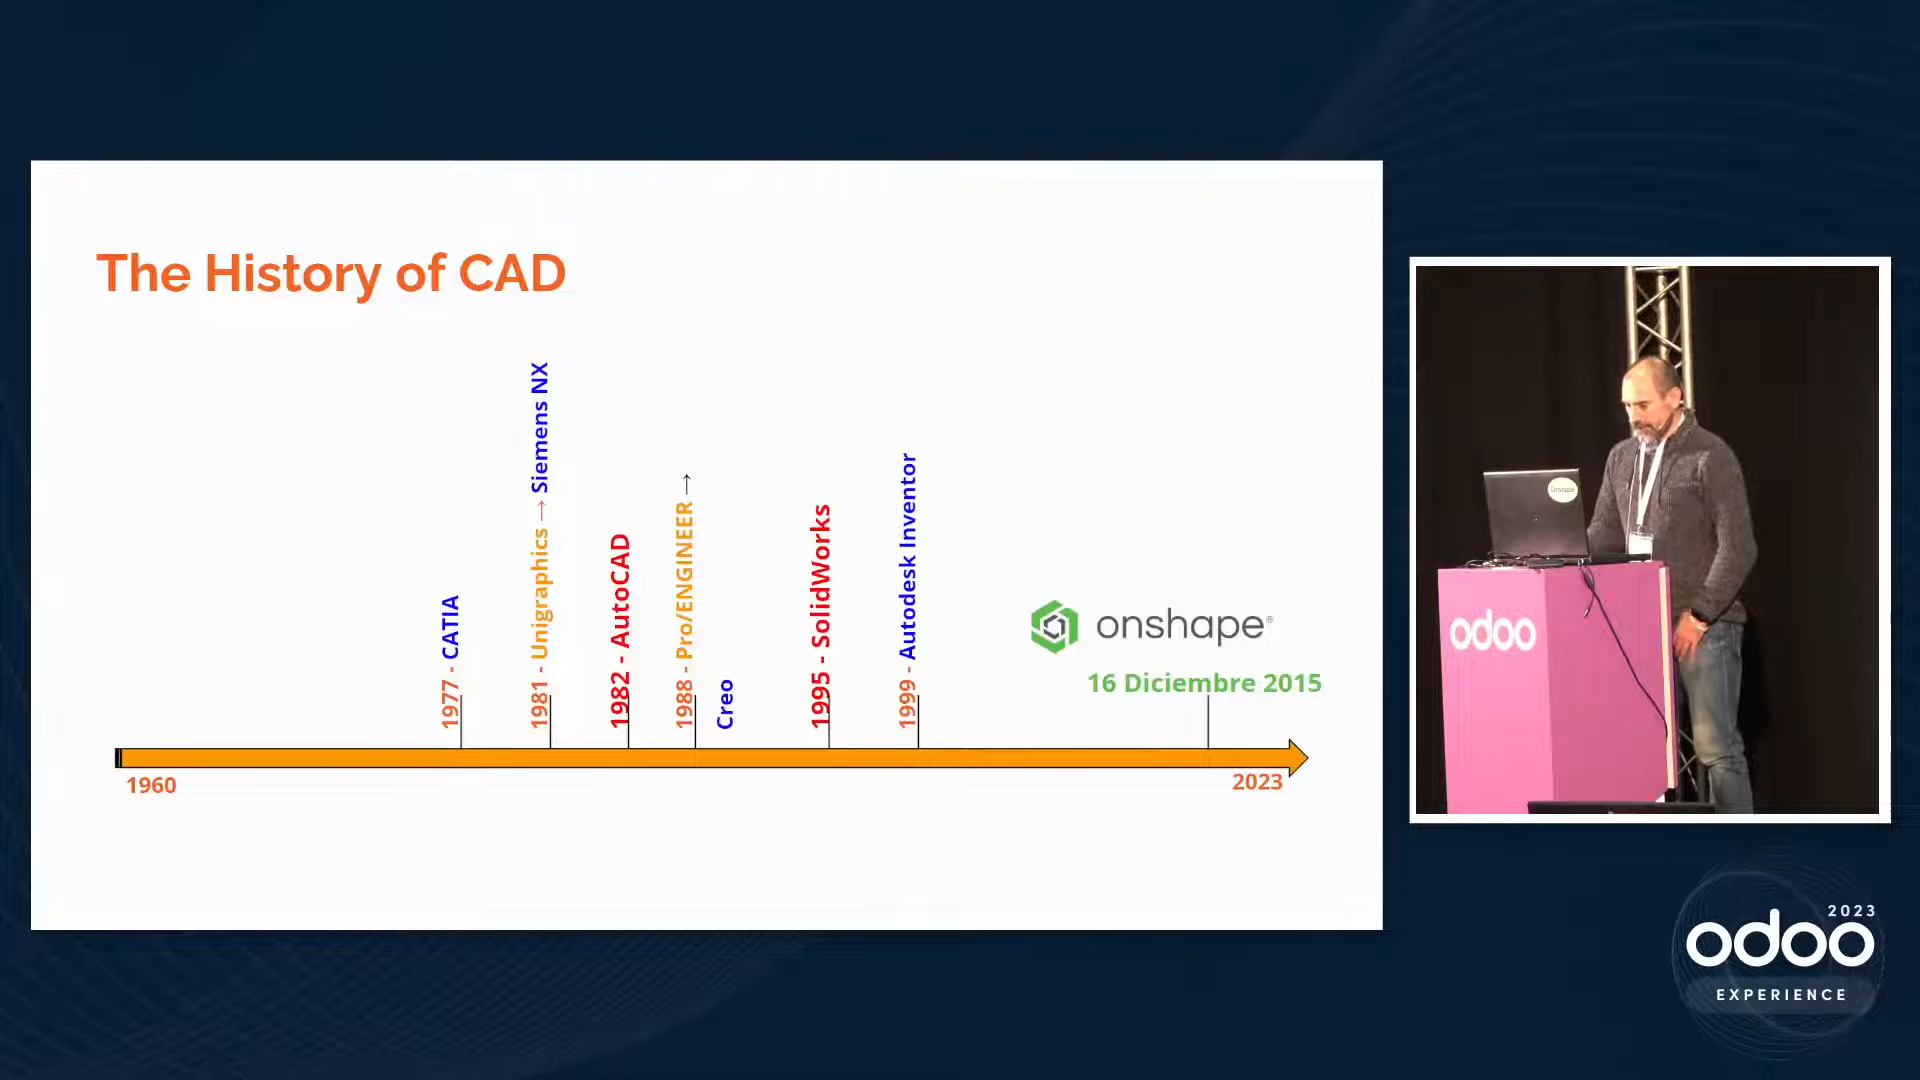 The History of CAD
1977 - CATIA
1981 - Unigraphics → Siemens NX
1982 - AutoCAD
1988 - Pro/ENGINEER →
Creo
1995 - SolidWorks
1999 - Autodesk Inventor
onshape®
16 Diciembre 2015
1960
2023
odoo
Onshape
2023
odoo
EXPERIENCE